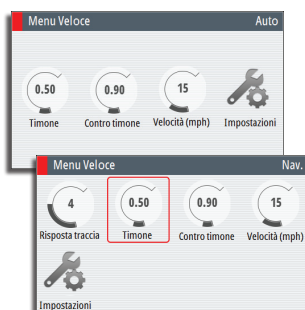 Menu Veloce Auto
0.50 0.90 15
Timone Contro timone Velocità (mph) Impostazioni
Menu Veloce Nav.
4 0.50 0.90 15
Risposta traccia Timone Contro timone Velocità (mph)
Impostazioni